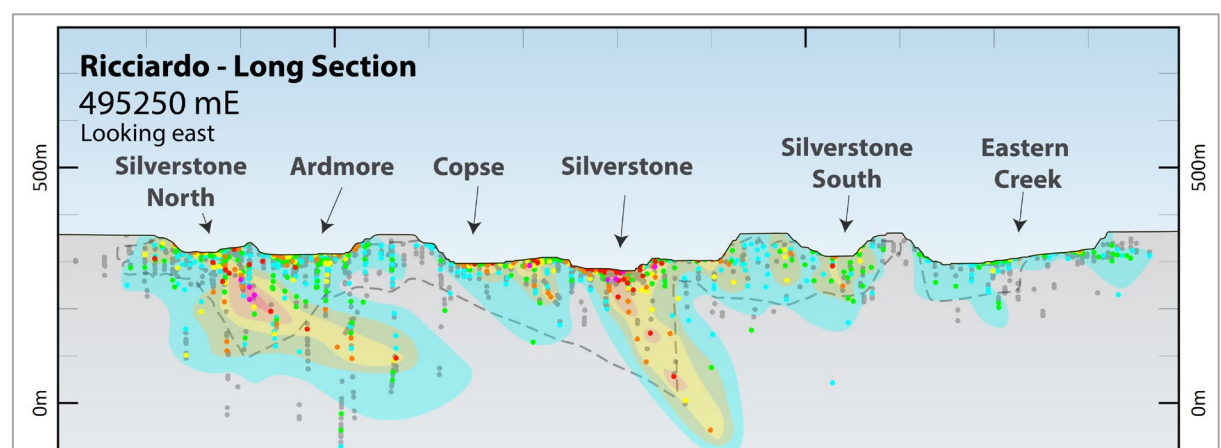 Ricciardo - Long Section
495250 mE
Looking east
Silverstone
North
Ardmore
Copse
Silverstone
Silverstone
South
Eastern
Creek
500m
500m
0m
0m